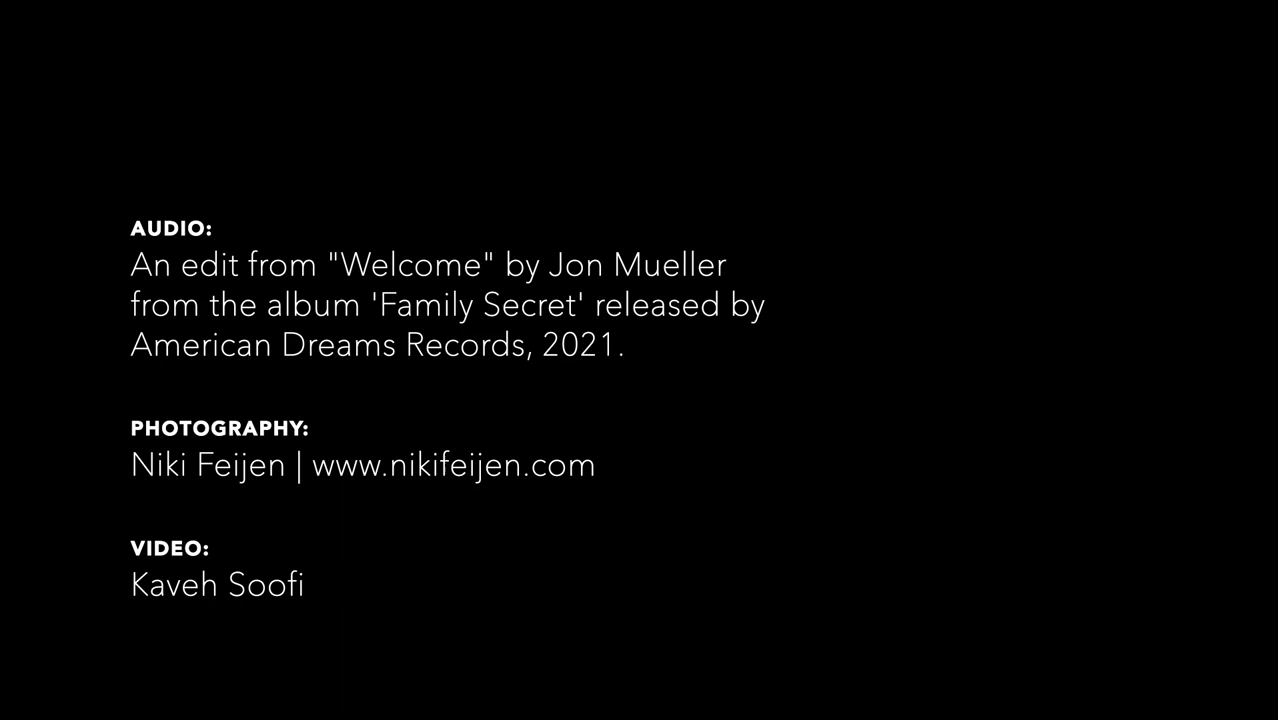 AUDIO:
An edit from "Welcome" by Jon Mueller
from the album 'Family Secret' released by
American Dreams Records, 2021.
PHOTOGRAPHY:
Niki Feijen | www.nikifeijen.com
VIDEO:
Kaveh Soofi